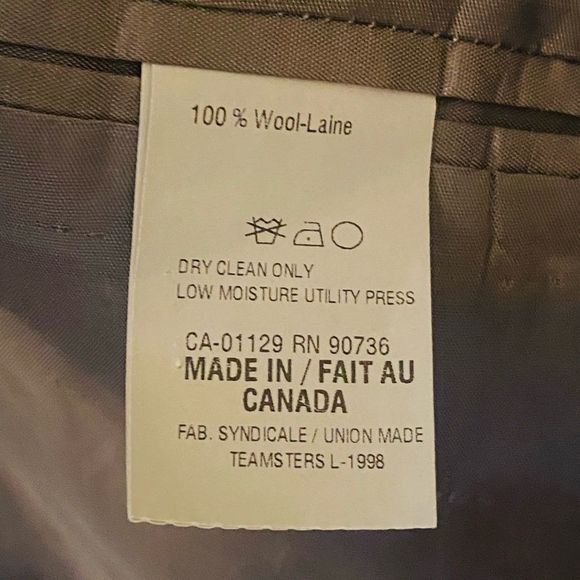 100 % Wool-Laine
DRY CLEAN ONLY
LOW MOISTURE UTILITY PRESS
CA-01129 RN 90736
MADE IN / FAIT AU
CANADA
FAB. SYNDICALE / UNION MADE
TEAMSTERS L-1998